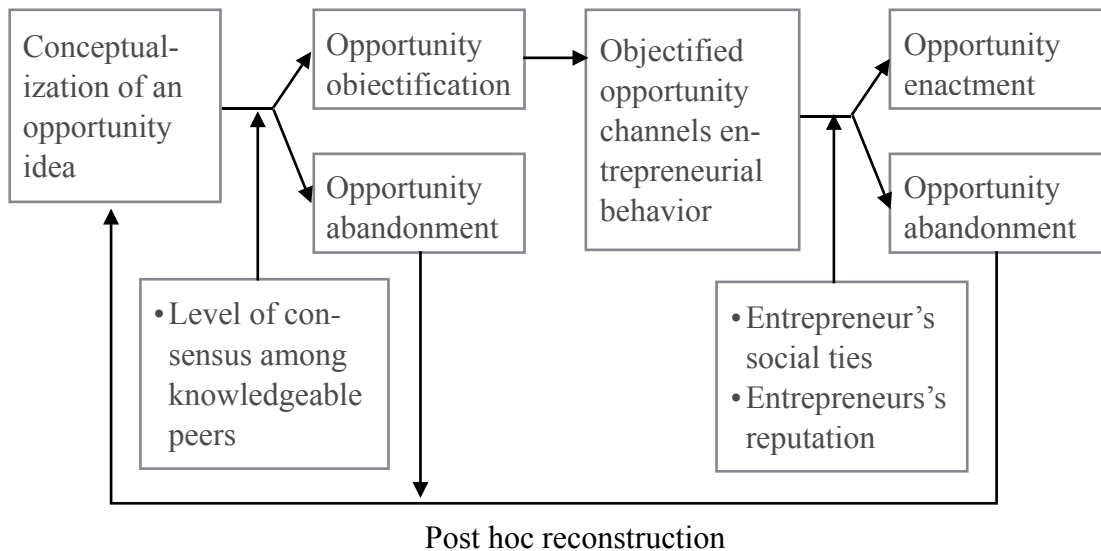 Conceptual-
ization of an
opportunity
idea
Opportunity
objectification
Opportunity
abandonment
Objectified
opportunity
channels en-
trepreneurial
behavior
Opportunity
enactment
Opportunity
abandonment
• Level of con-
sensus among
knowledgeable
peers
• Entrepreneur’s
social ties
• Entrepreneurs’s
reputation
Post hoc reconstruction